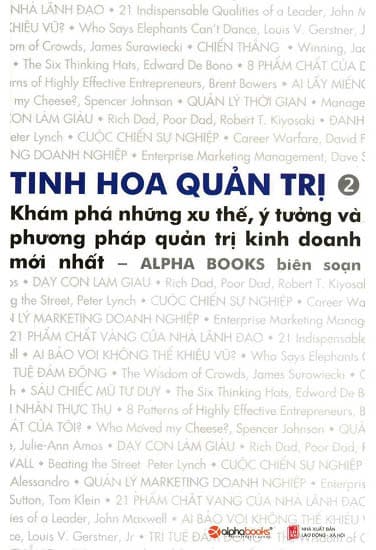 NHÀ LÃNH ĐẠO • 21 Indispensable Qualities of a Leader, John M
KHIÊU VŨ? • Who Says Elephants Can't Dance, Louis V. Gerstner, J
om of Crowds, James Surawiecki • CHIẾN THẮNG • Winning, Jac
• The Six Thinking Hats, Edward De Bono • 8 PHẨM CHẤT CỦA D
rns of Highly Effective Entrepreneurs, Brent Bowers • AI LẤY MIẾNG
my Cheese?, Spencer Johnson • QUẢN LÝ THỜI GIAN • Manage
CON LÀM GIÀU • Rich Dad, Poor Dad, Robert T. Kiyosaki • ĐÁNH
eter Lynch • CUỘC CHIẾN SỰ NGHIỆP • Career Warfare, David F
NG DOANH NGHIỆP • Enterprise Marketing Management, Dave S
TINH HOA QUẢN TRỊ 2
Khám phá những xu thế, ý tưởng và
phương pháp quản trị kinh doanh
mới nhất – ALPHA BOOKS biên soạn
os • DẠY CON LÀM GIÀU • Rich Dad, Poor Dad, Robert T. Kiyosak
ng the Street, Peter Lynch • CUỘC CHIẾN SỰ NGHIỆP • Career Wa
N LÝ MARKETING DOANH NGHIỆP • Enterprise Marketing Manage
21 PHẨM CHẤT VÀNG CỦA NHÀ LÃNH ĐẠO • 21 Indispensable
ell • AI BẢO VOI KHÔNG THỂ KHIÊU VŨ? • Who Says Elephants C
TUỆ ĐÁM ĐÔNG • The Wisdom of Crowds, James Surowiecki • C
h • SÁU CHIẾC MŨ TƯ DUY • The Six Thinking Hats, Edward De B
I NHÂN THỰC THỤ • 8 Patterns of Highly Effective Entrepreneurs, B
ÁT CỦA TÔI? • Who Moved my Cheese?, Spencer Johnson • QUẢN
e, Julie-Ann Amos • DẠY CON LÀM GIÀU • Rich Dad, Poor Dad, F
WALL • Beating the Street Peter Lynch • CUỘC CHIẾN SỰ NGHIỆP
Alessandro • QUẢN LÝ MARKETING DOANH NGHIỆP • Enterprise
Sutton, Tom Klein • 21 PHẨM CHẤT VÀNG CỦA NHÀ LÃNH ĐẠO •
ities of a Leader, John Maxwell • AI BẢO VOI KHÔNG THỂ KHIÊU
nce, Louis V. Gerstner, Jr • TRÍ TUỆ ĐÁM
alphabooks
NHÀ XUẤT BẢN
LAO ĐỘNG - XÃ HỘI